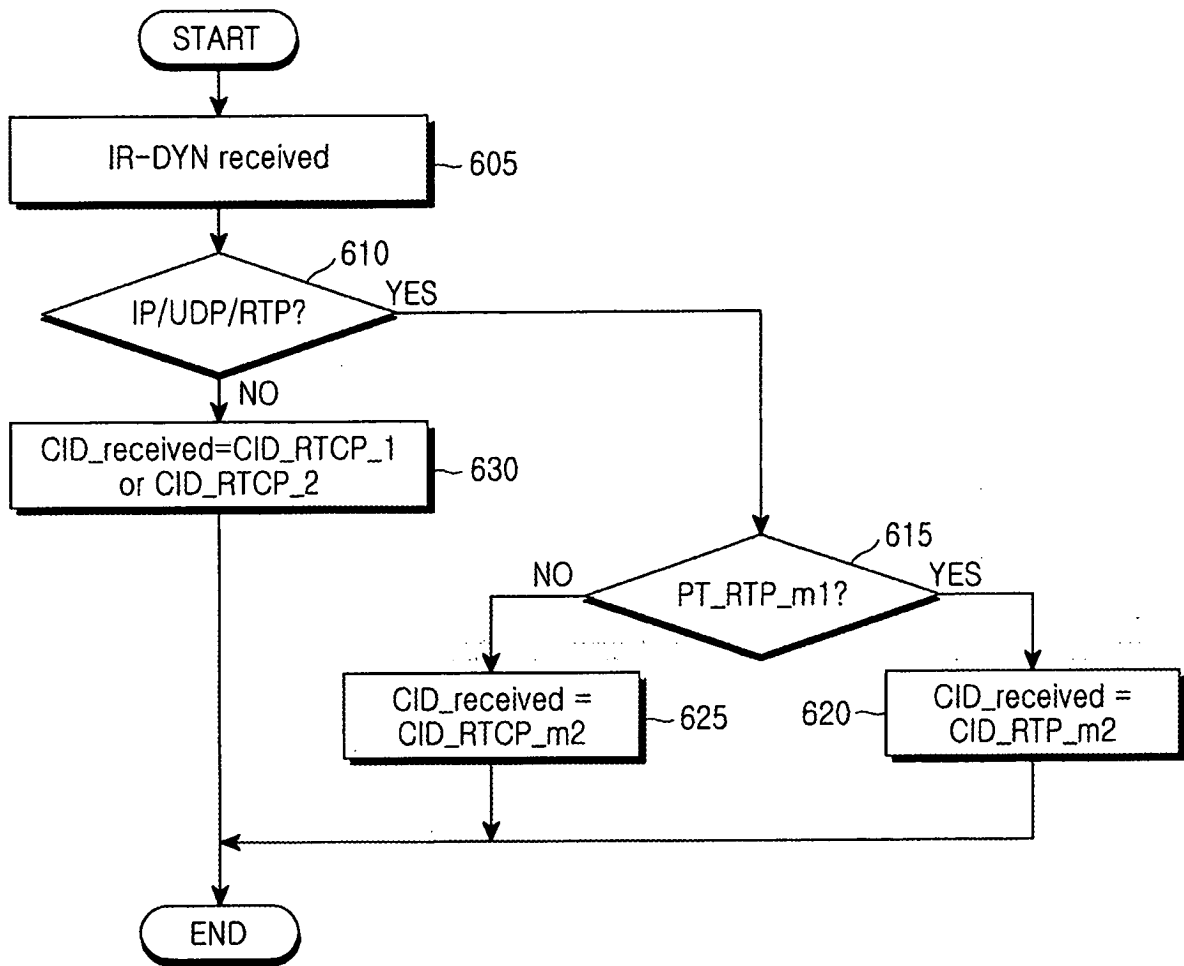 START
IR-DYN received
605
610
IP/UDP/RTP?
YES
NO
CID_received=CID_RTCP_1
or CID_RTCP_2
630
615
NO
PT_RTP_m1?
YES
CID_received =
CID_RTCP_m2
625
620
CID_received =
CID_RTP_m2
END